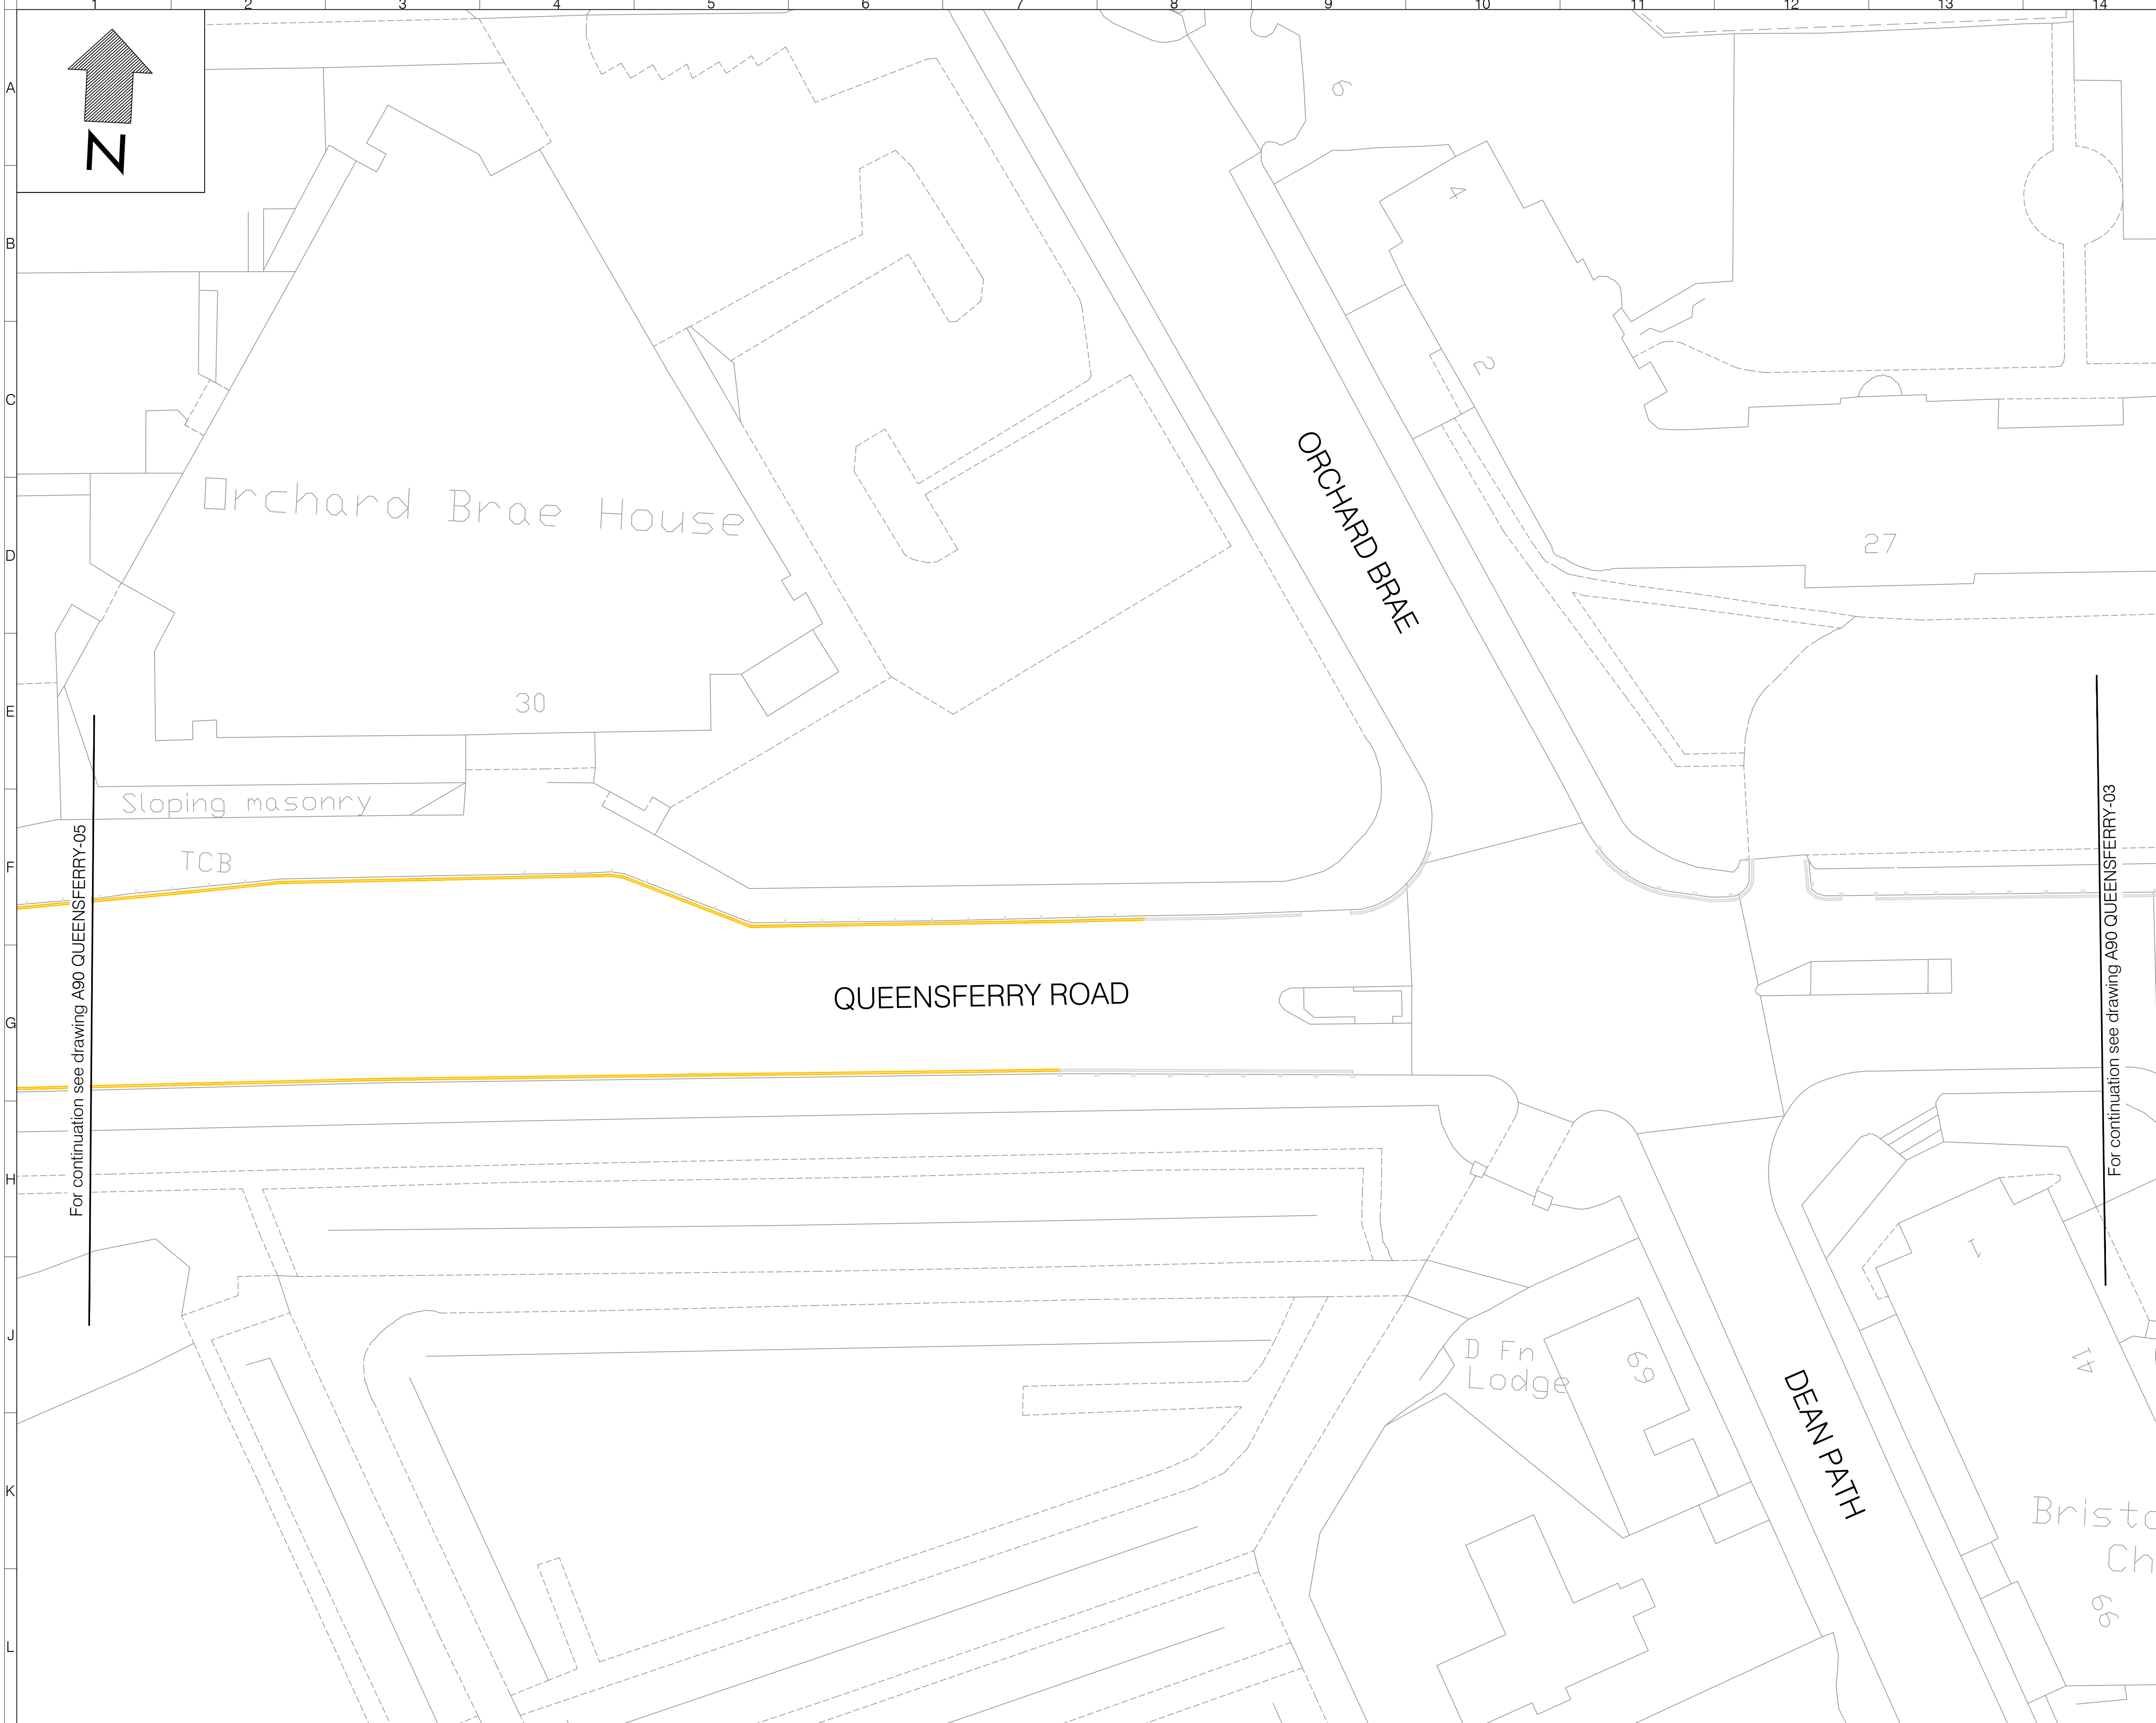 1 2 3 4 5 6 7 8 9 10 11 12 13 14
A
B
C
D
E
F
G
H
J
K
L
N
6
4
2
27
Orchard Brae House
30
ORCHARD BRAE
Sloping masonry
TCB
For continuation see drawing A90 QUEENSFERRY-05
For continuation see drawing A90 QUEENSFERRY-03
QUEENSFERRY ROAD
D Fn
Lodge
69
1
41
DEAN PATH
Ch